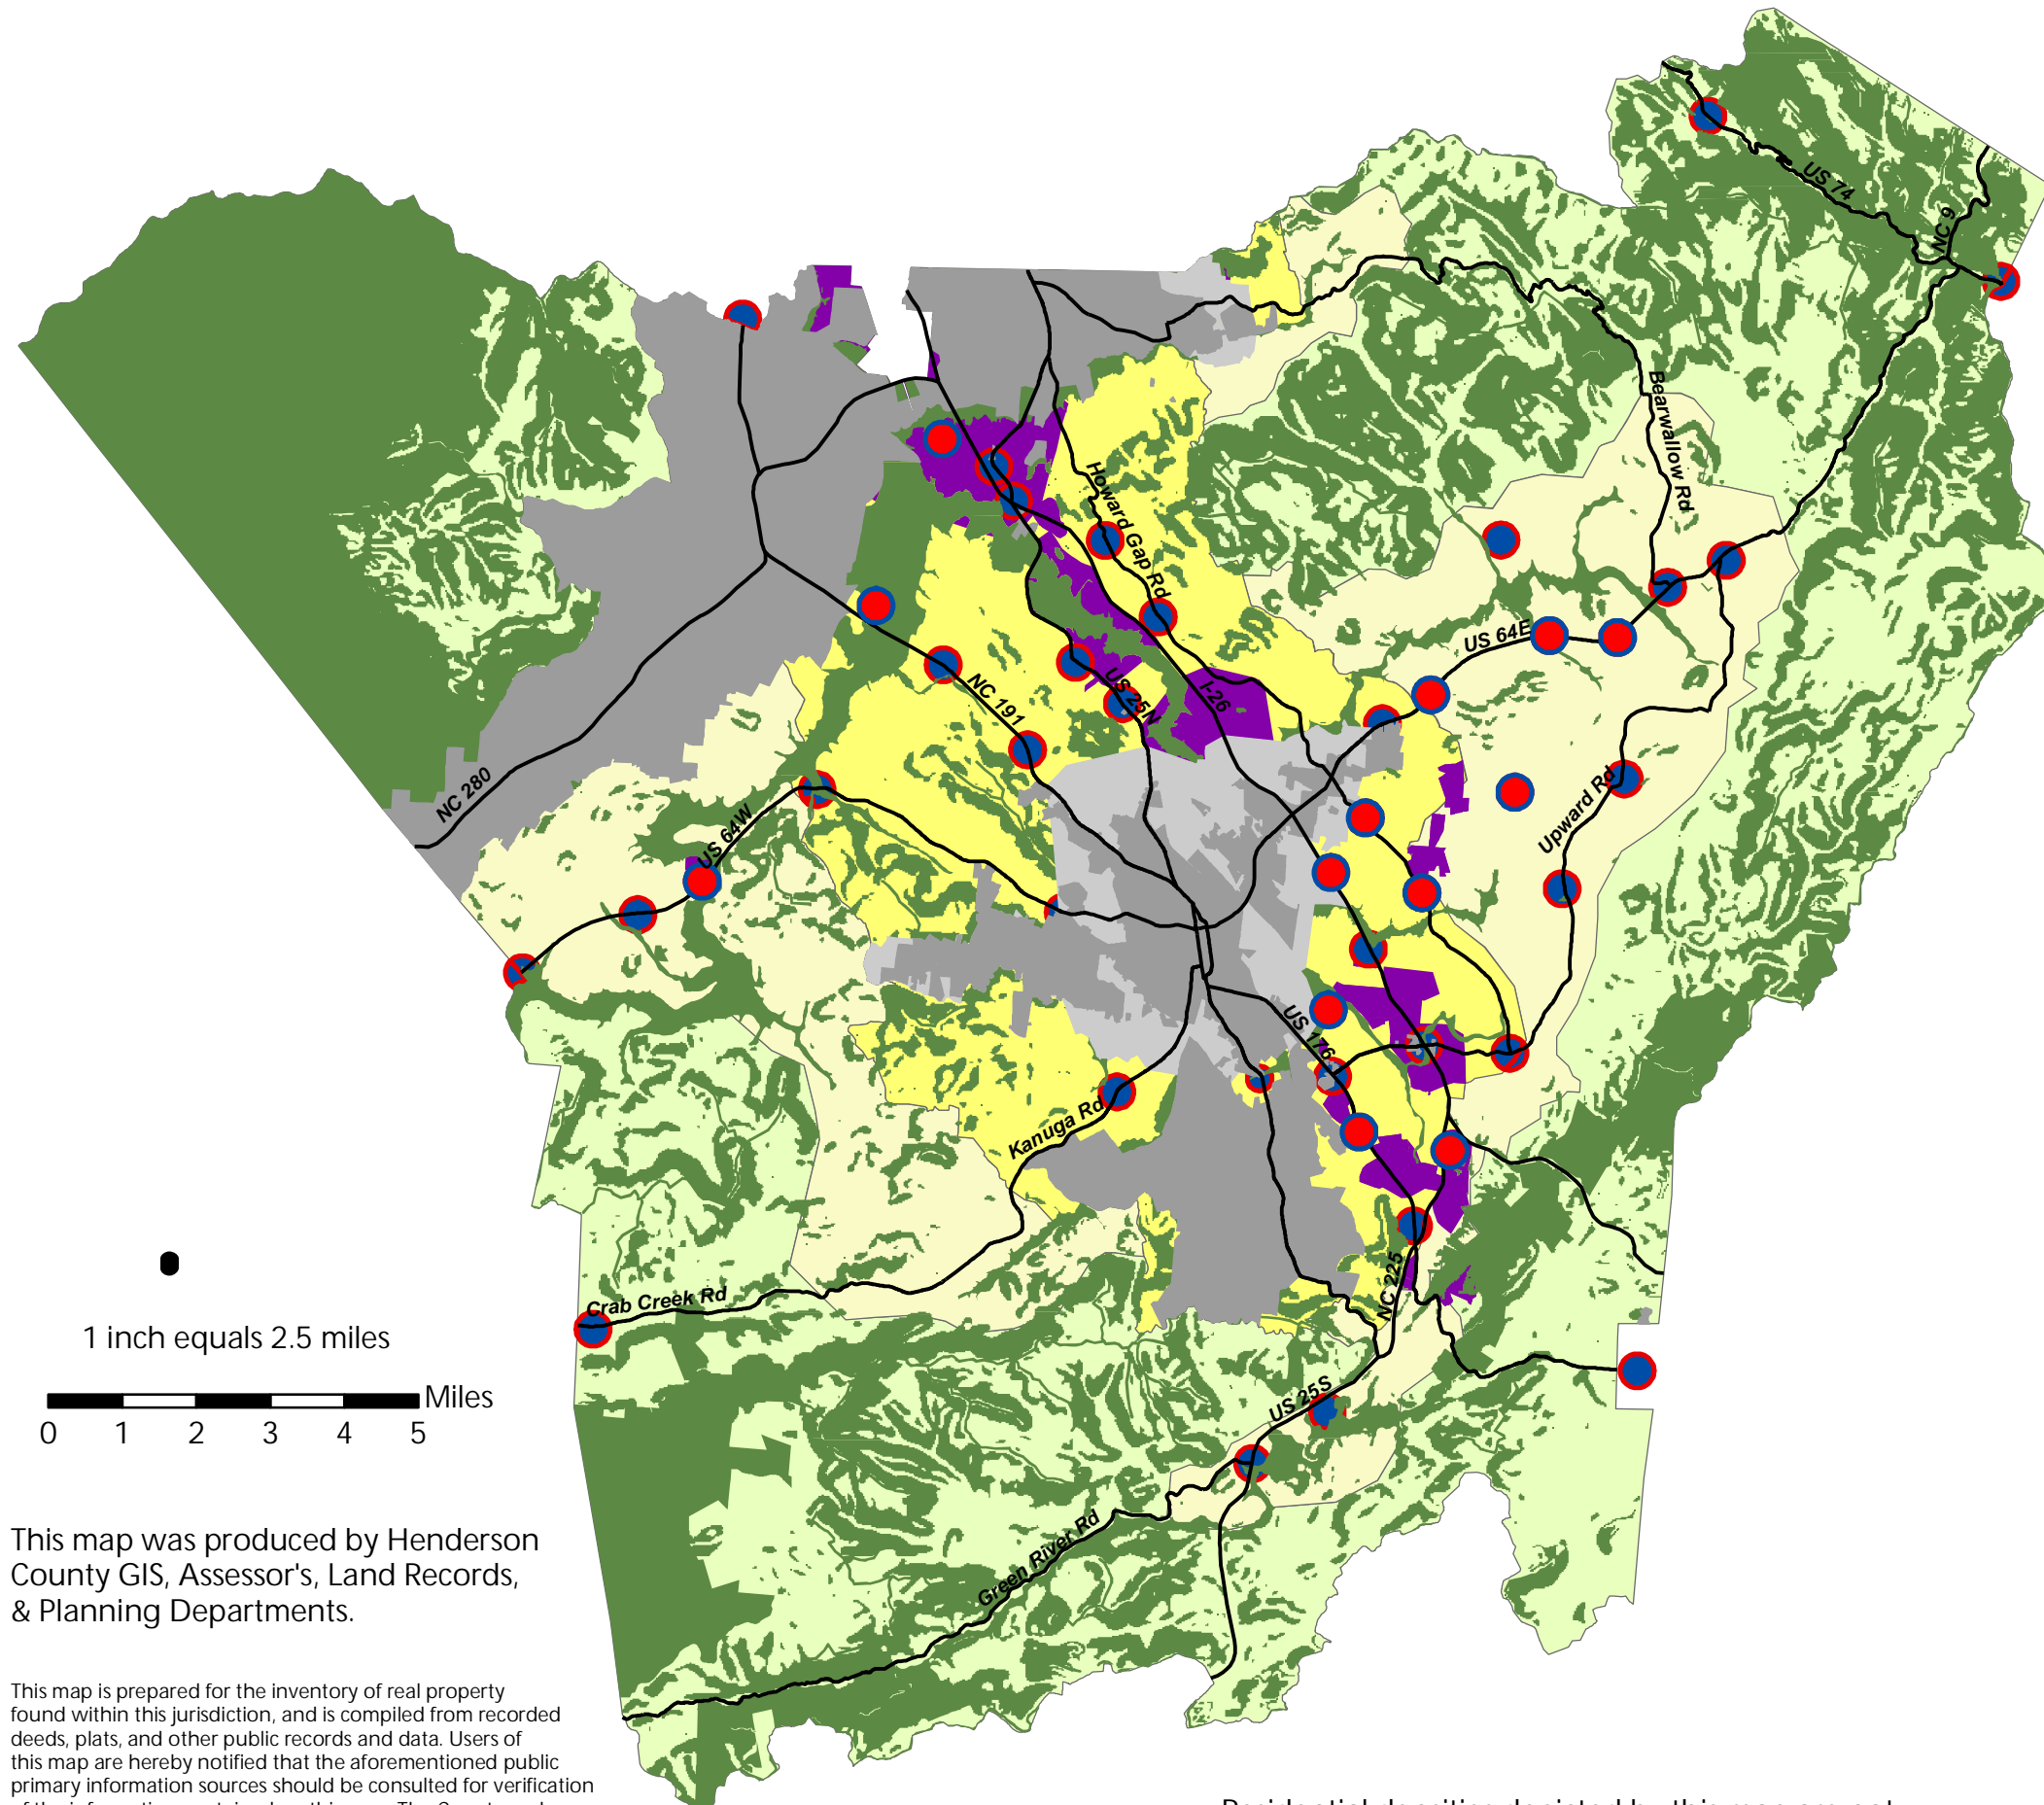 US 74
NC 9
Bearwallow Rd
Howard Gap Rd
US 64E
NC 191
US 25N
I-26
NC 280
US 64W
Upward Rd
US 176
Kanuga Rd
Crab Creek Rd
NC 225
US 25S
Green River Rd
1 inch equals 2.5 miles
Miles
0 1 2 3 4 5
This map was produced by Henderson
County GIS, Assessor's, Land Records,
& Planning Departments.
This map is prepared for the inventory of real property
found within this jurisdiction, and is compiled from recorded
deeds, plats, and other public records and data. Users of
this map are hereby notified that the aforementioned public
primary information sources should be consulted for verification